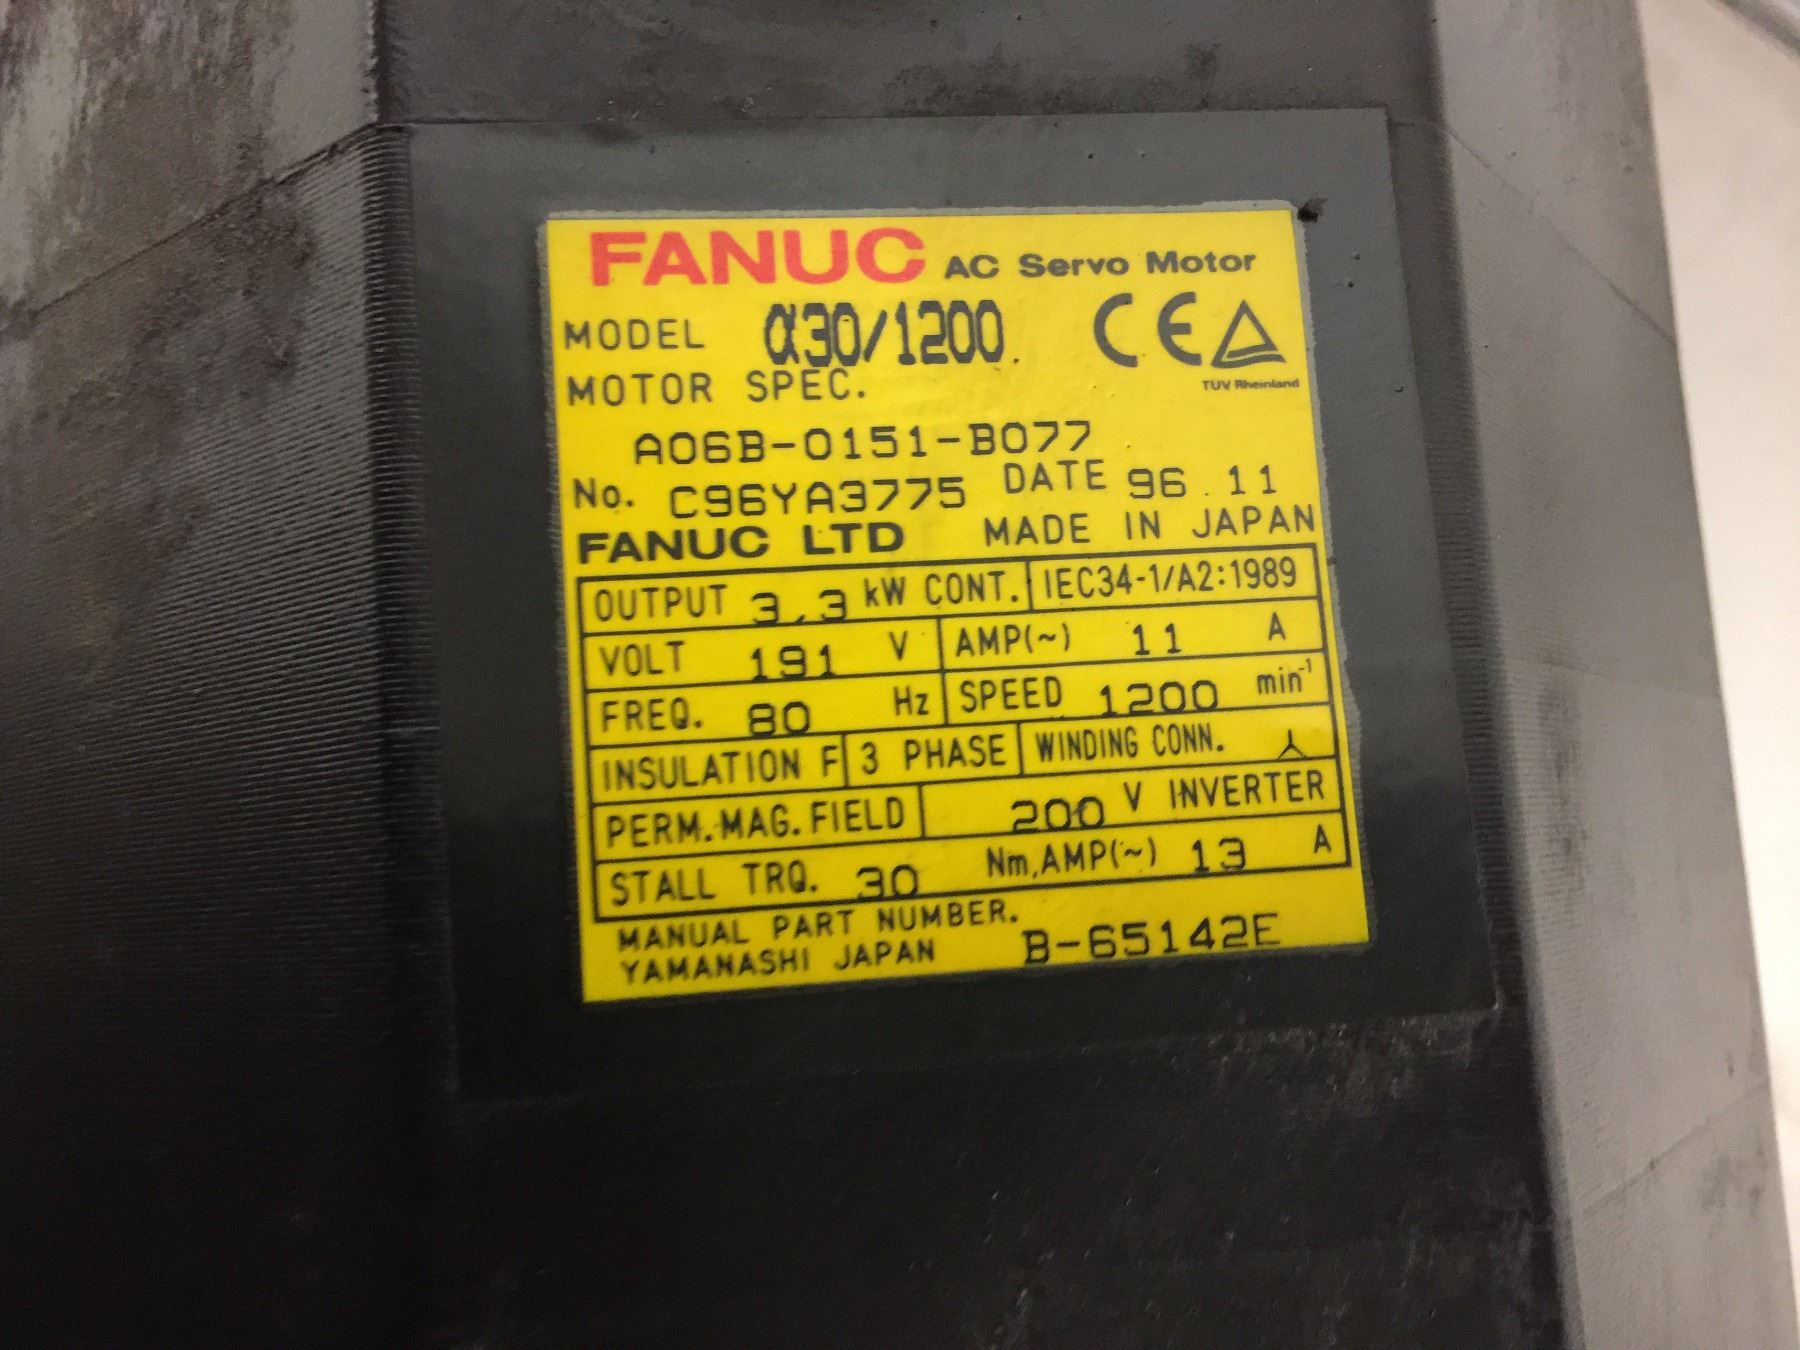 FANUC AC Servo Motor
MODEL α30/1200.
CE
TUV Rheinland
MOTOR SPEC.
A06B-0151-B077
No. C96YA3775 DATE 96.11
FANUC LTD MADE IN JAPAN
OUTPUT 3.3 kW CONT. IEC34-1/A2:1989
VOLT 191 V AMP(~) 11 A
FREQ. 80 Hz SPEED 1200 min-1
INSULATION F 3 PHASE WINDING CONN.
PERM.MAG.FIELD 200 V INVERTER
STALL TRQ. 30 Nm,AMP(~) 13 A
MANUAL PART NUMBER.
YAMANASHI JAPAN B-65142E